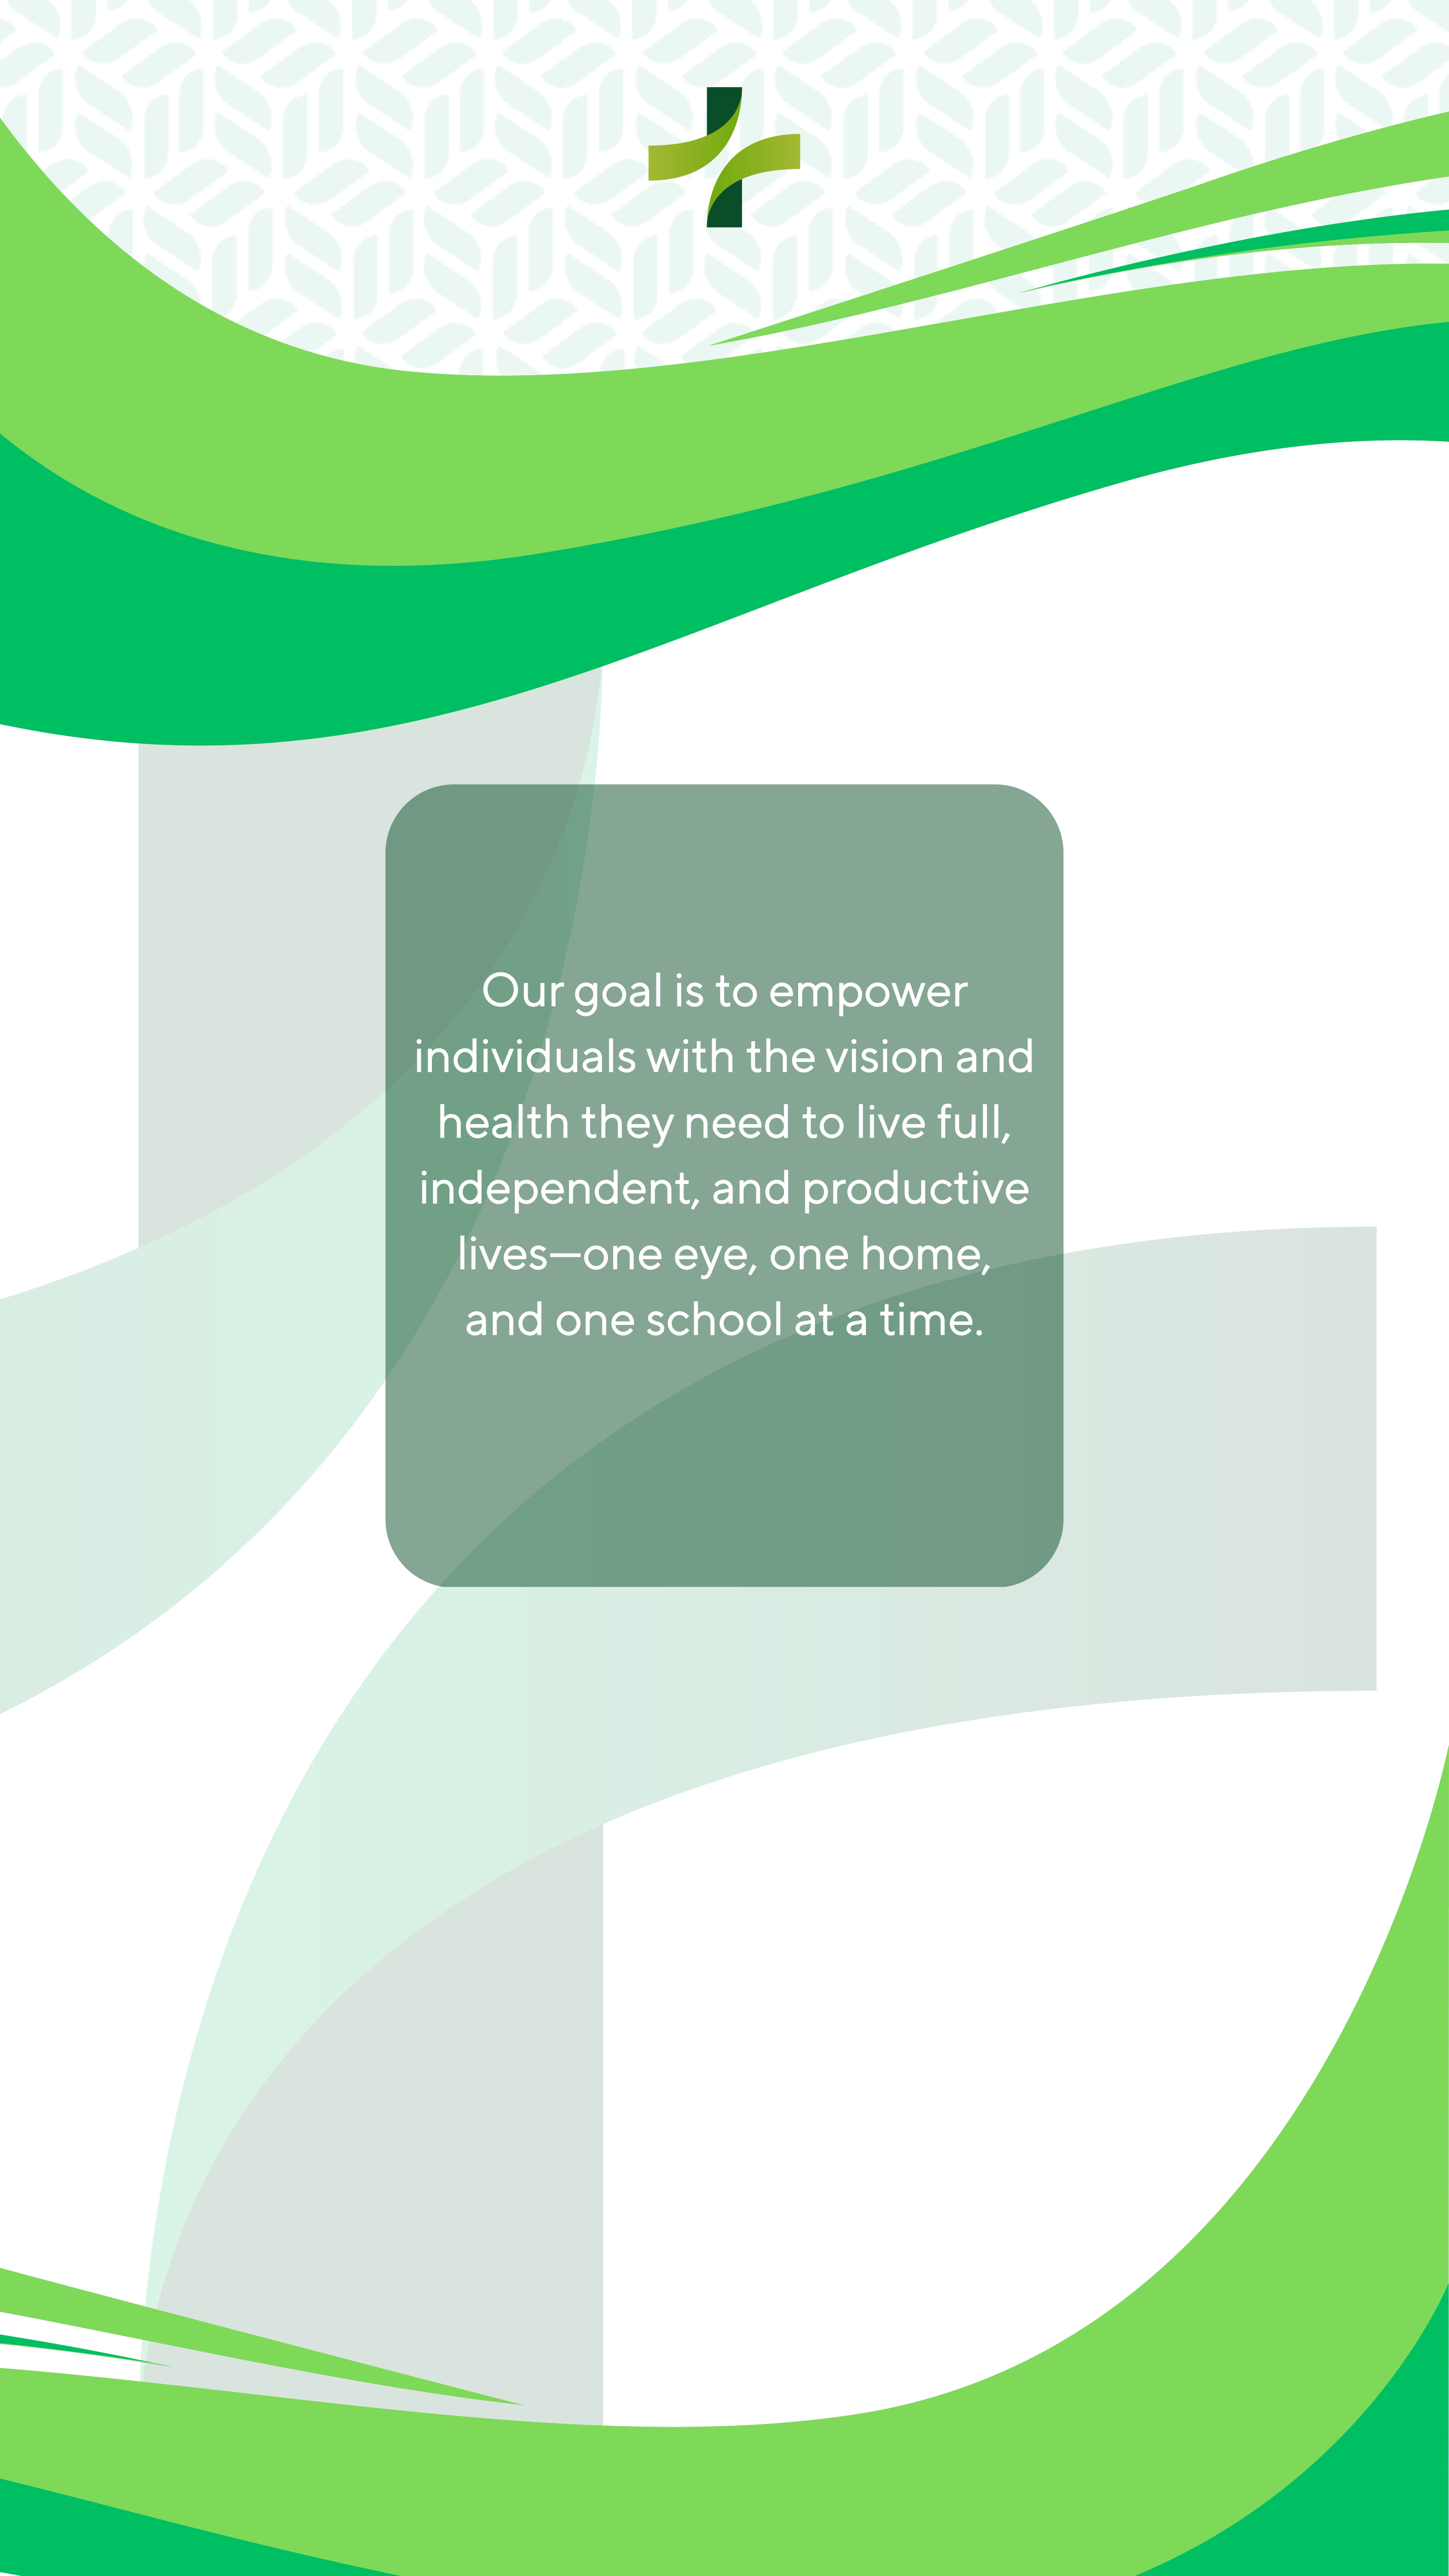 Our goal is to empower
individuals with the vision and
health they need to live full,
independent, and productive
lives—one eye, one home,
and one school at a time.